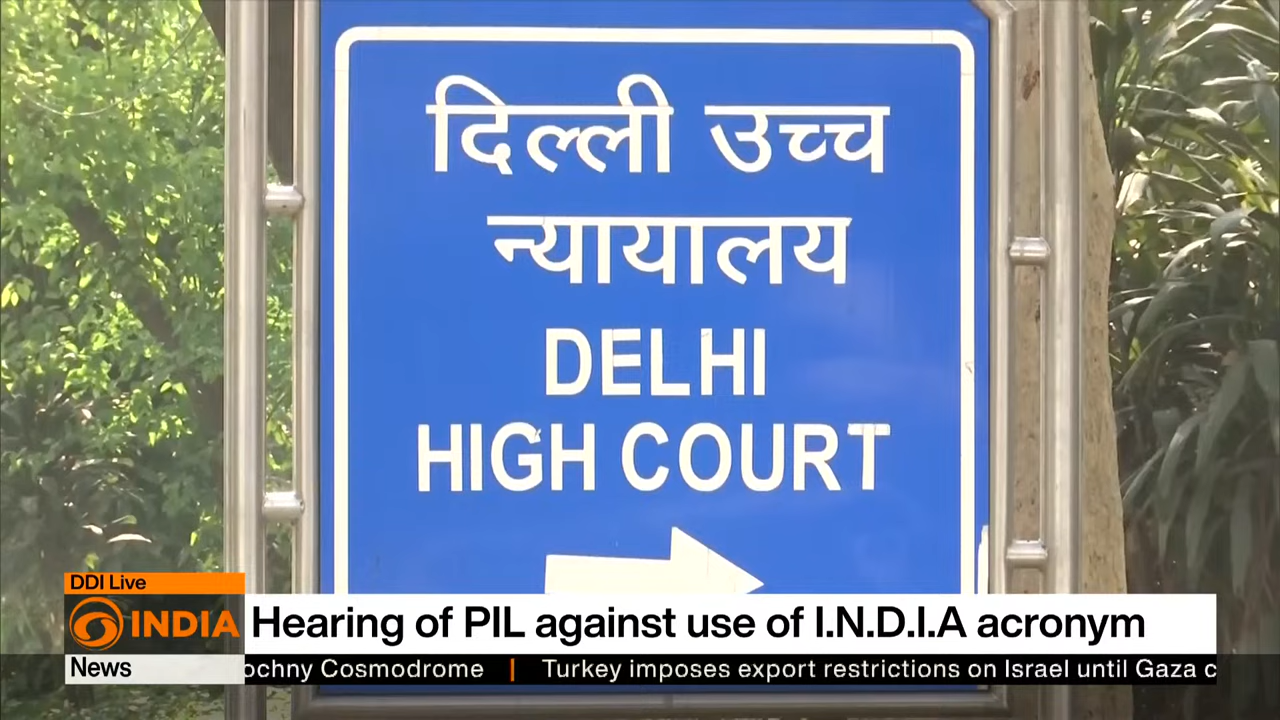 दिल्ली उच्च
न्यायालय
DELHI
HIGH COURT
DDI Live
INDIA
Hearing of PIL against use of I.N.D.I.A acronym
News
ochny Cosmodrome | Turkey imposes export restrictions on Israel until Gaza c